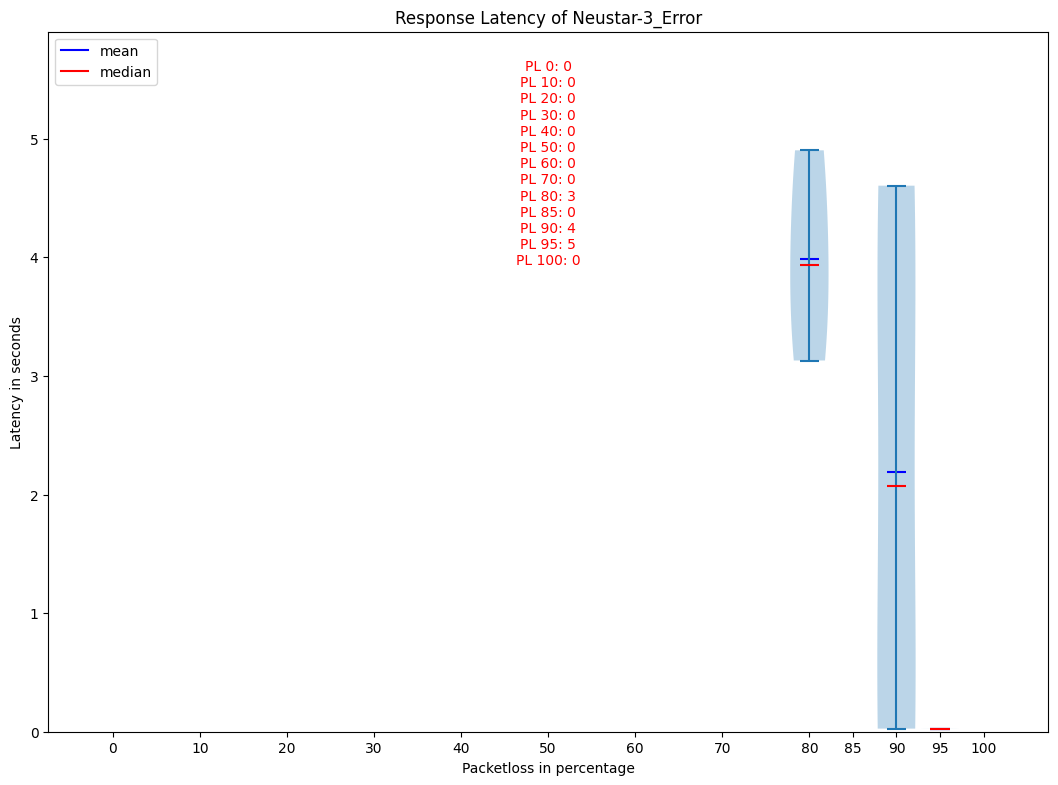 Response Latency of Neustar-3_Error
mean
median
PL 0: 0
PL 10: 0
PL 20: 0
PL 30: 0
PL 40: 0
PL 50: 0
PL 60: 0
PL 70: 0
PL 80: 3
PL 85: 0
PL 90: 4
PL 95: 5
PL 100: 0
Latency in seconds
5
4
3
2
1
0
0 10 20 30 40 50 60 70 80 85 90 95 100
Packetloss in percentage